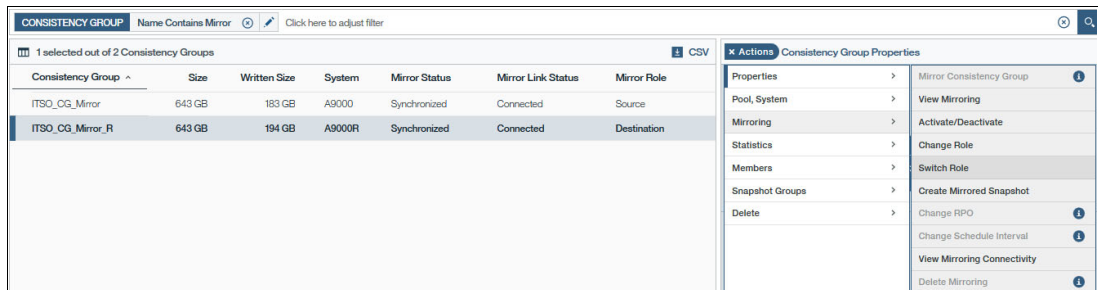 CONSISTENCY GROUP Name Contains Mirror Click here to adjust filter
1 selected out of 2 Consistency Groups CSV
Consistency Group Size Written Size System Mirror Status Mirror Link Status Mirror Role
ITSO_CG_Mirror 643 GB 183 GB A9000 Synchronized Connected Source
ITSO_CG_Mirror_R 643 GB 194 GB A9000R Synchronized Connected Destination
× Actions Consistency Group Properties
Properties >
Pool, System >
Mirroring >
Statistics >
Members >
Snapshot Groups >
Delete >
Mirror Consistency Group
View Mirroring
Activate/Deactivate
Change Role
Switch Role
Create Mirrored Snapshot
Change RPO
Change Schedule Interval
View Mirroring Connectivity
Delete Mirroring